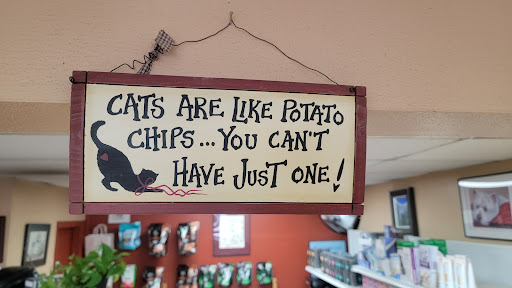 CATS ARE LIKE POTATO
CHIPS...YOU CAN'T
HAVE JUST ONE!